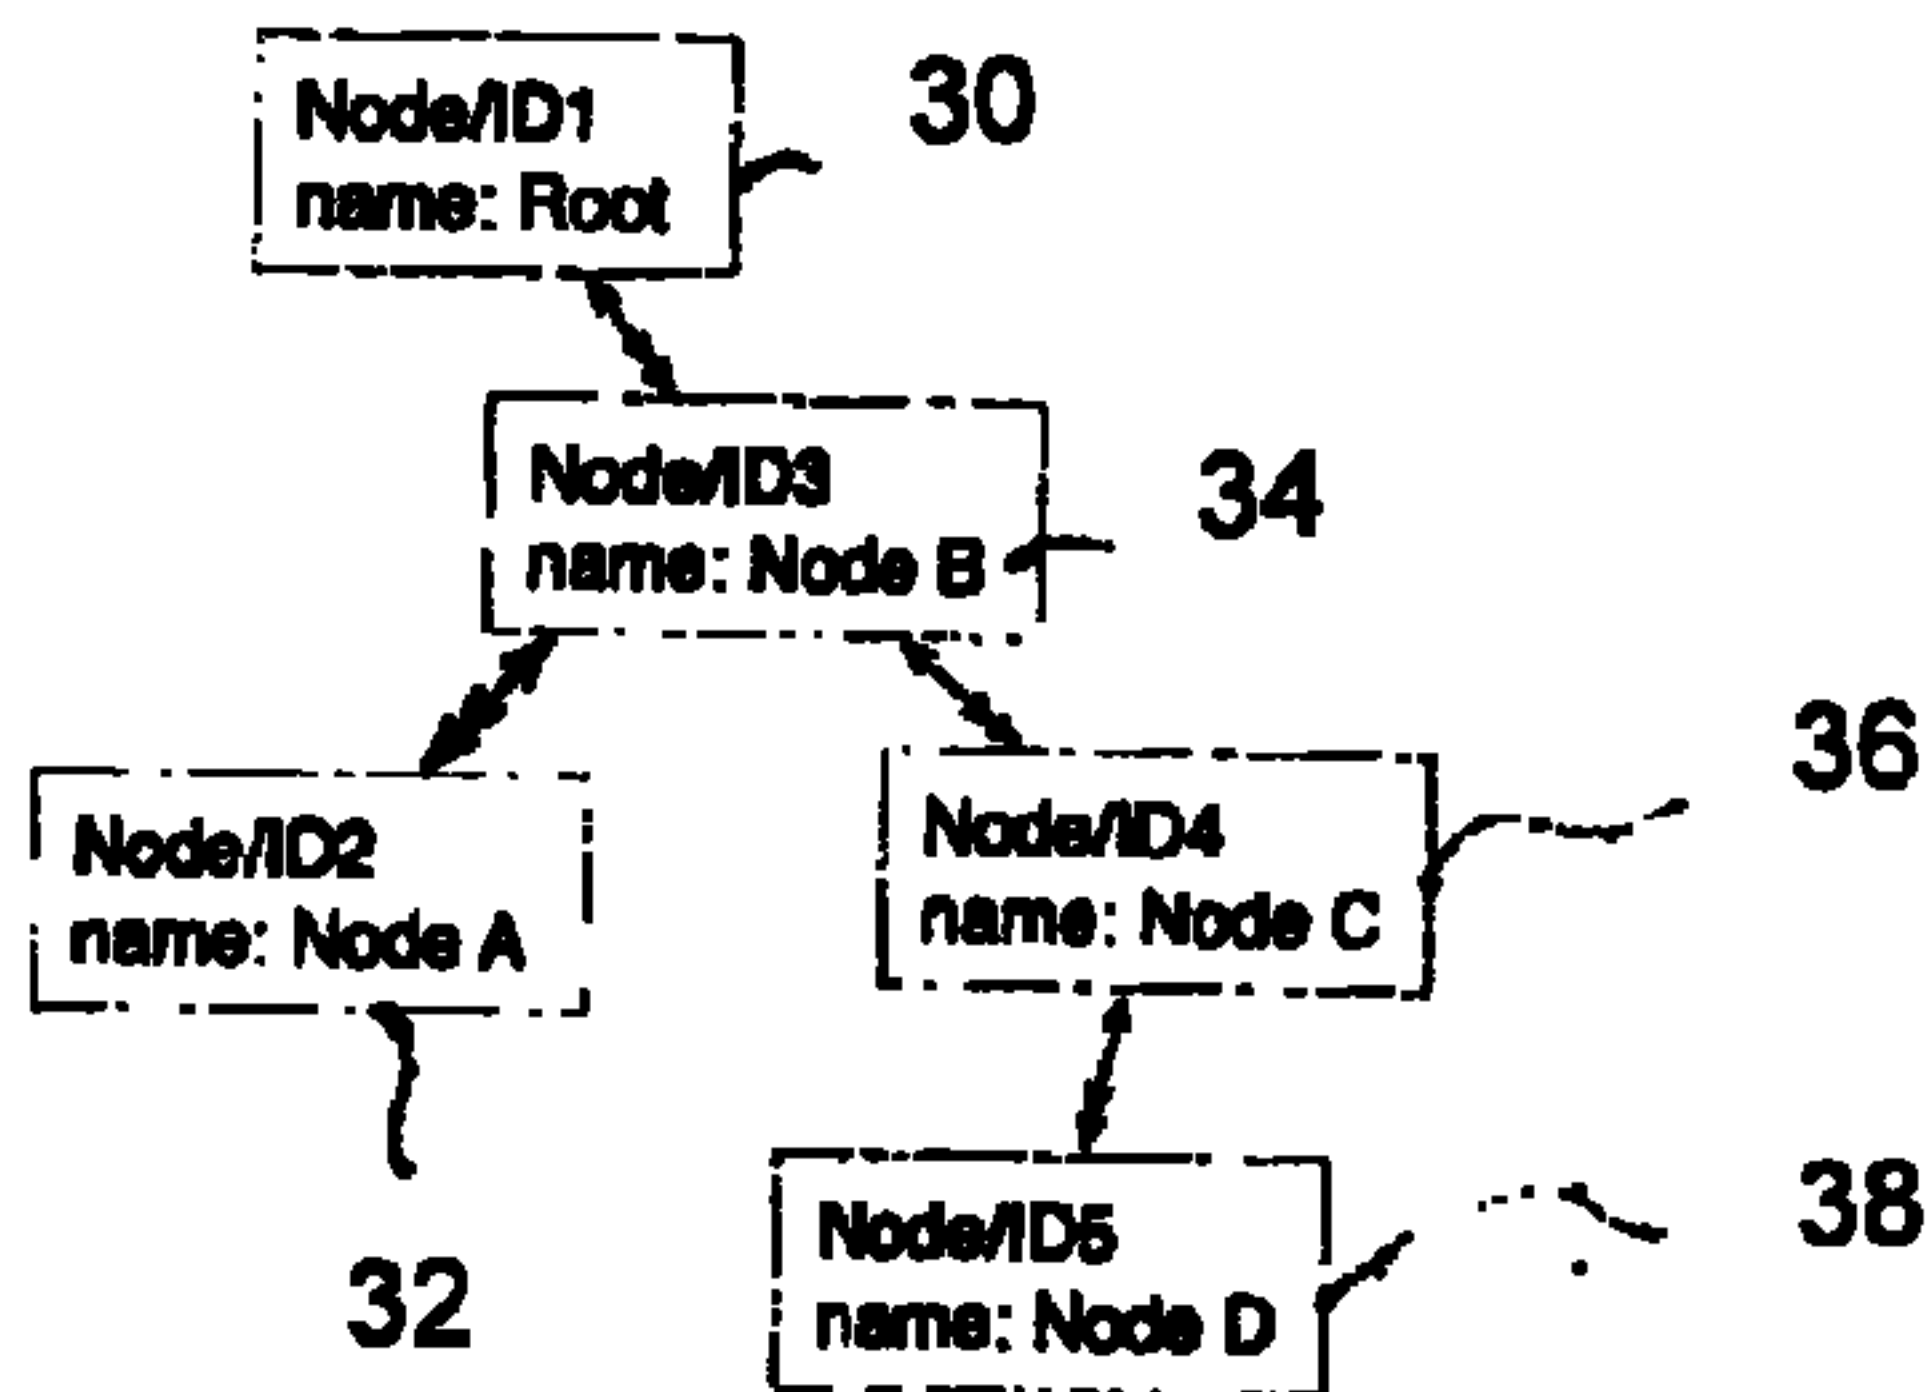 Node/ID1
name: Root
30
Node/ID3
name: Node B
34
Node/ID2
name: Node A
32
Node/ID4
name: Node C
36
Node/ID5
name: Node D
38